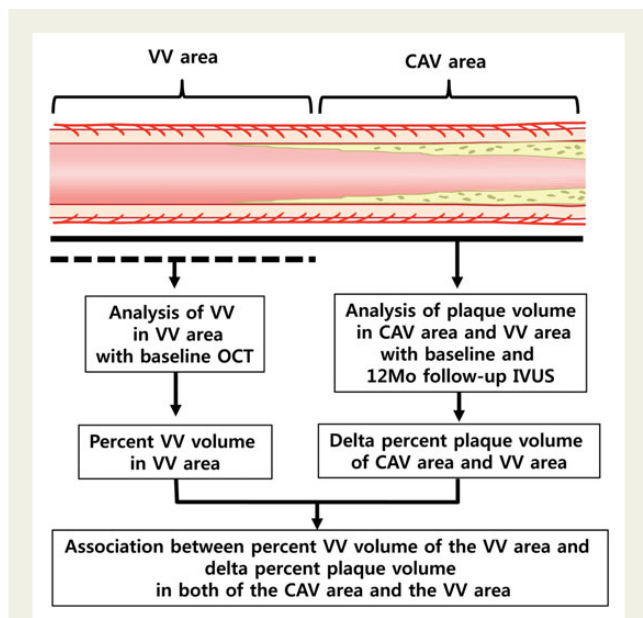 VV area
CAV area
Analysis of VV
in VV area
with baseline OCT
Analysis of plaque volume
in CAV area and VV area
with baseline and
12Mo follow-up IVUS
Percent VV volume
in VV area
Delta percent plaque volume
of CAV area and VV area
Association between percent VV volume of the VV area and
delta percent plaque volume
in both of the CAV area and the VV area